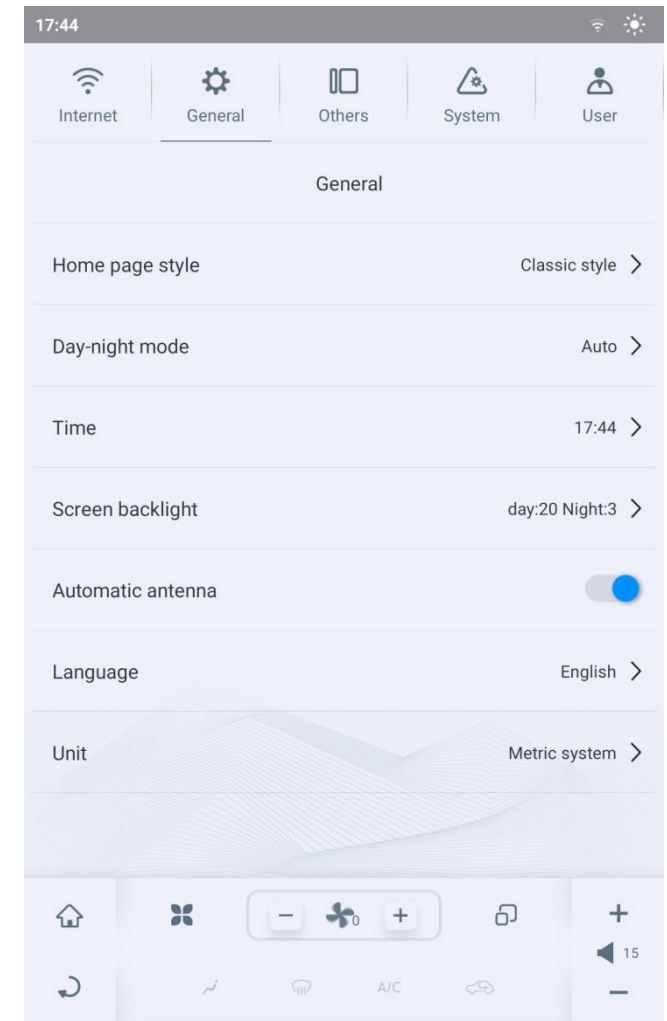 17:44
Internet
General
Others
System
User
General
Home page style
Classic style
Day-night mode
Auto
Time
17:44
Screen backlight
day:20 Night:3
Automatic antenna
Language
English
Unit
Metric system
− 0 +
+
15
A/C
−